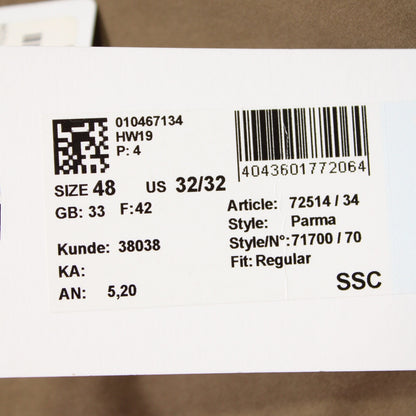 010467134
HW19
P: 4
4043601772064
SIZE 48 US 32/32
GB: 33 F:42
Article: 72514 / 34
Style: Parma
Style/N°:71700 / 70
Fit: Regular
Kunde: 38038
KA:
AN: 5,20
SSC